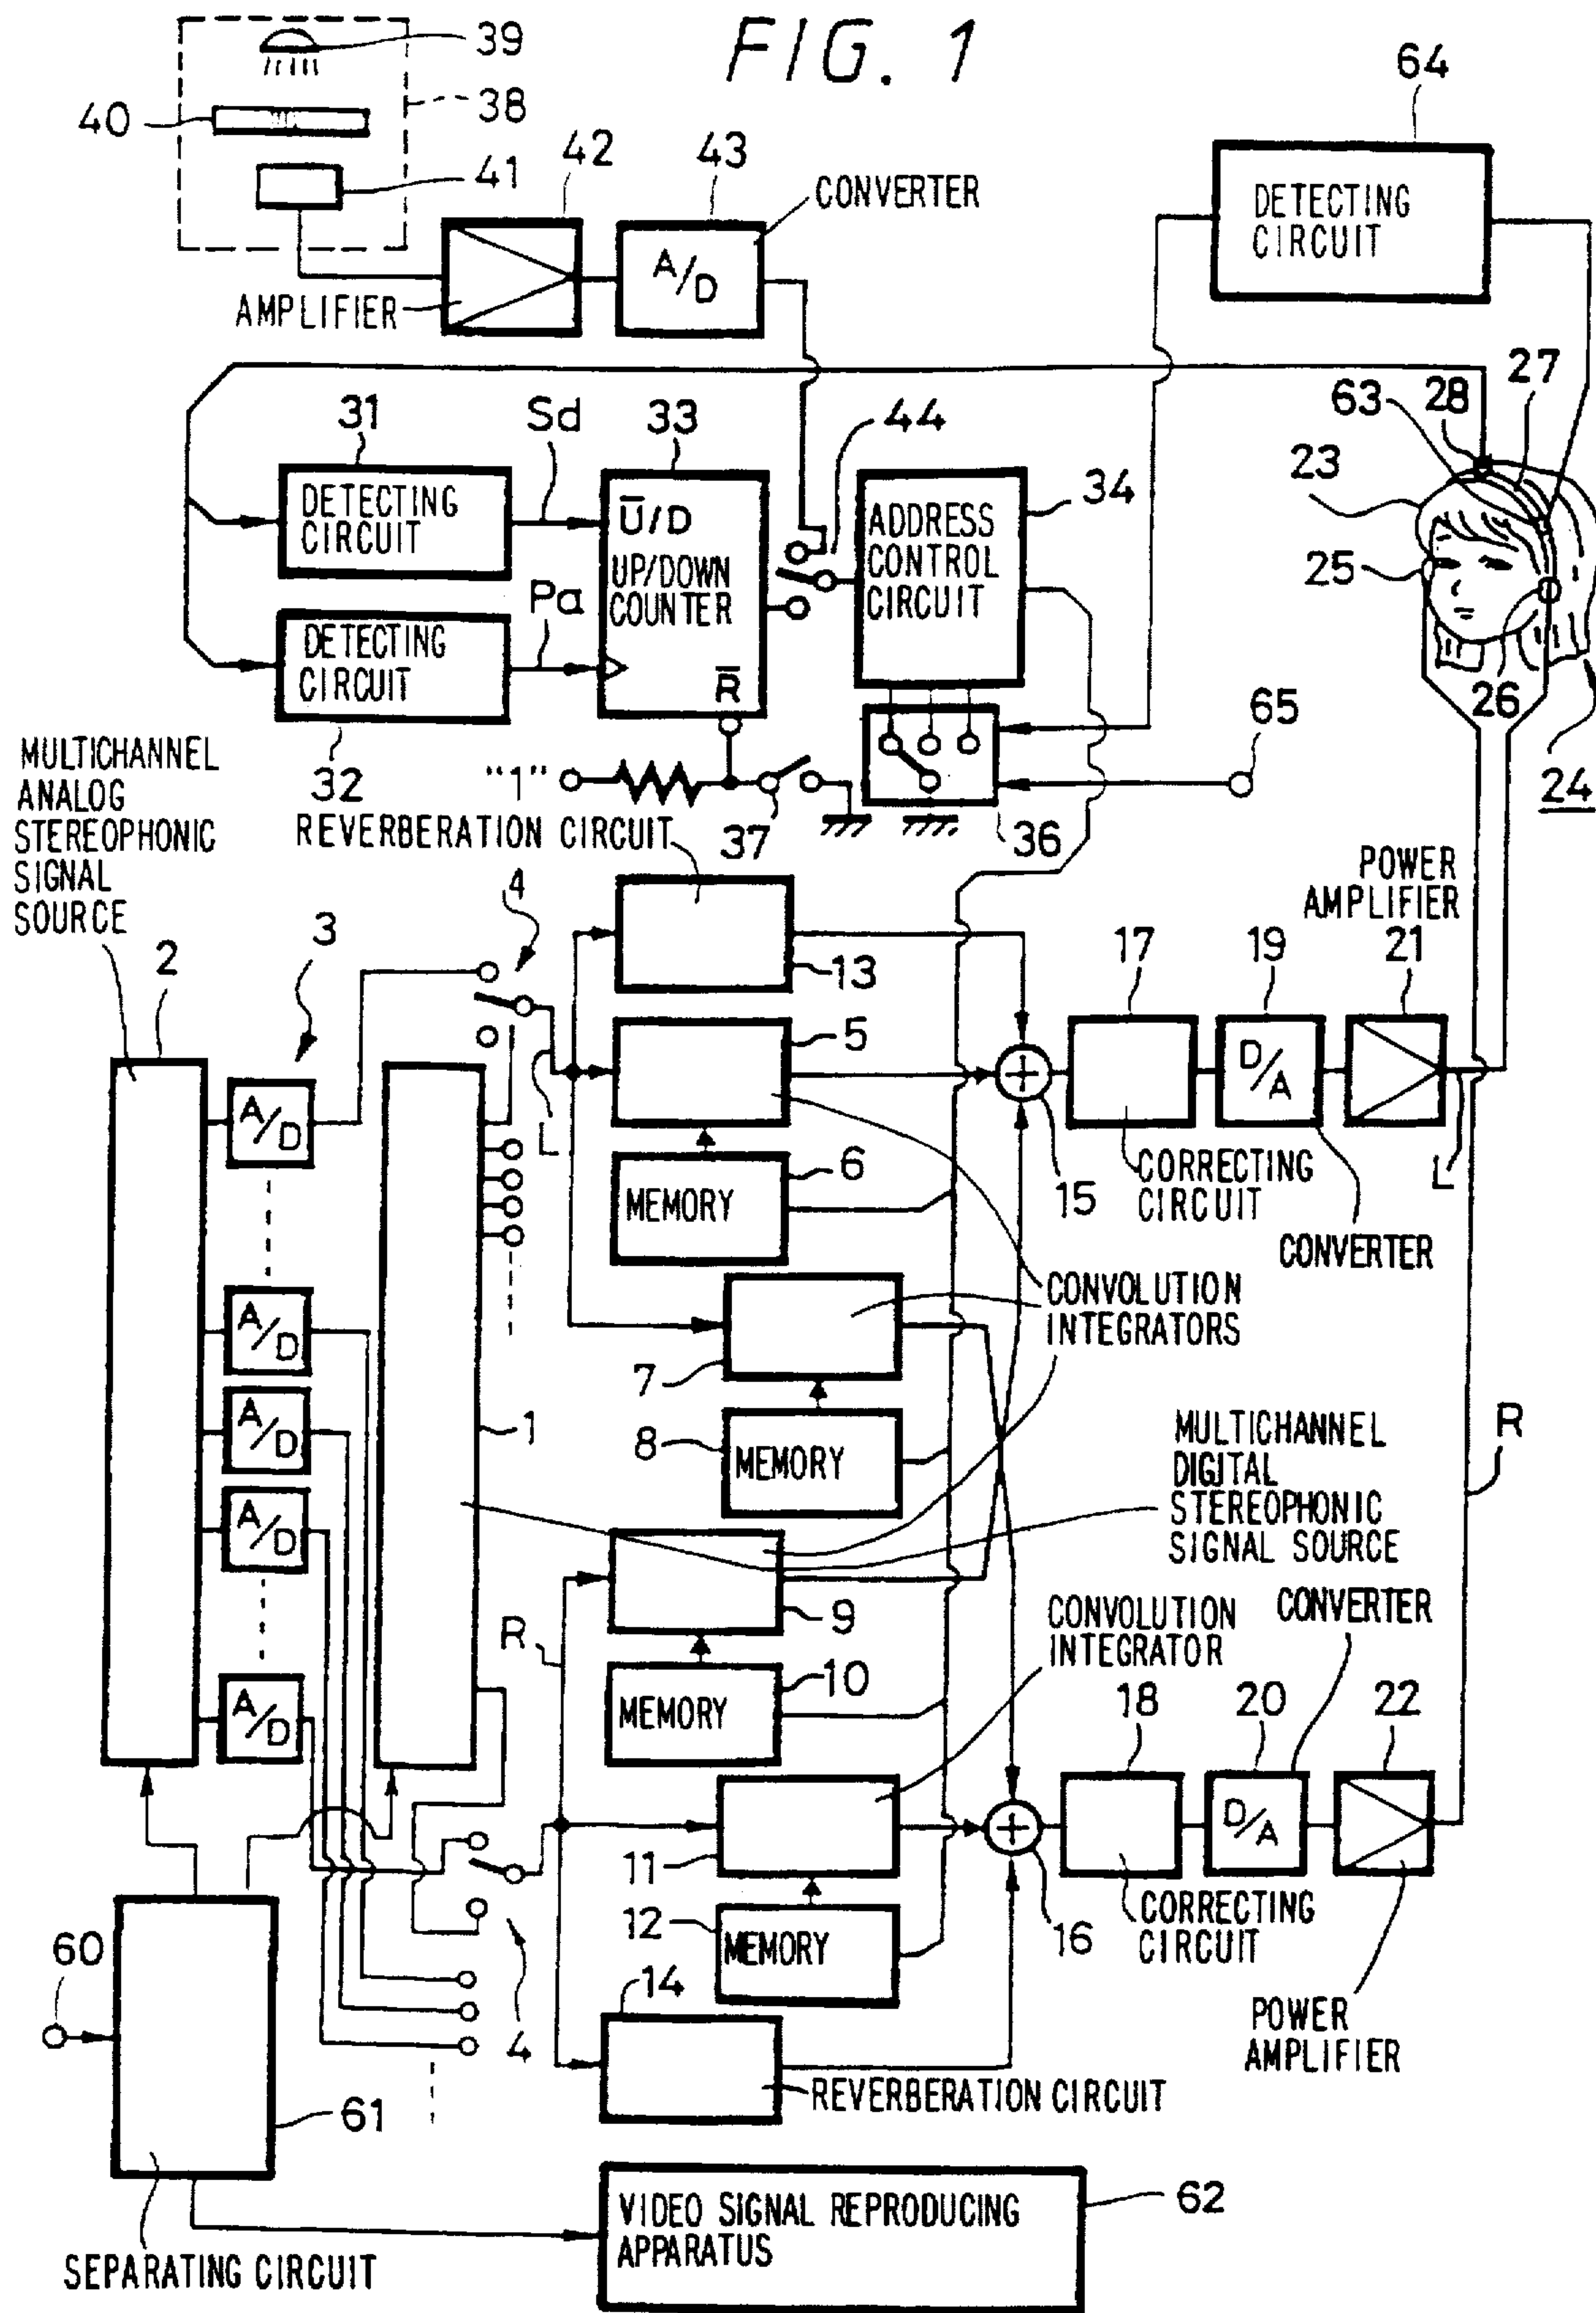 FIG. 1
39
38
40
41
42
43
CONVERTER
64
DETECTING
CIRCUIT
A/D
AMPLIFIER
31
Sd
33
44
34
63
28
27
23
25
26
24
DETECTING
CIRCUIT
U̅/D
UP/DOWN
COUNTER
R̅
ADDRESS
CONTROL
CIRCUIT
Pa
DETECTING
CIRCUIT
32
"1"
37
36
65
MULTICHANNEL
ANALOG
STEREOPHONIC
SIGNAL
SOURCE
REVERBERATION CIRCUIT
4
2
3
13
POWER
AMPLIFIER
17
19
21
5
A/D
L
D/A
L
MEMORY
6
15
CORRECTING
CIRCUIT
CONVERTER
A/D
CONVOLUTION
INTEGRATORS
7
A/D
1
8
MEMORY
MULTICHANNEL
DIGITAL
STEREOPHONIC
SIGNAL SOURCE
R
A/D
9
R
CONVOLUTION
INTEGRATOR
CONVERTER
MEMORY
10
A/D
18
20
22
11
D/A
12
MEMORY
16
CORRECTING
CIRCUIT
60
4
14
POWER
AMPLIFIER
REVERBERATION CIRCUIT
61
VIDEO SIGNAL REPRODUCING
APPARATUS
62
SEPARATING CIRCUIT